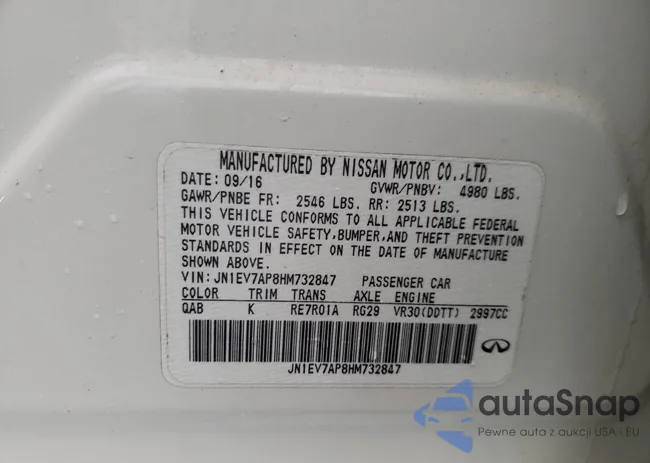 MANUFACTURED BY NISSAN MOTOR CO.,LTD.
DATE: 09/16 GVWR/PNBV: 4980 LBS.
GAWR/PNBE FR: 2546 LBS. RR: 2513 LBS.
THIS VEHICLE CONFORMS TO ALL APPLICABLE FEDERAL
MOTOR VEHICLE SAFETY,BUMPER,AND THEFT PREVENTION
STANDARDS IN EFFECT ON THE DATE OF MANUFACTURE
SHOWN ABOVE.
VIN: JN1EV7AP8HM732847 PASSENGER CAR
COLOR TRIM TRANS AXLE ENGINE
QAB K RE7R01A RG29 VR30(DDTT) 2997CC
JN1EV7AP8HM732847
autoSnap
Pewne auto z aukcji USA - EU